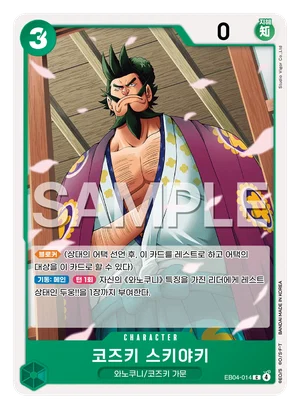 3
0
知
SAMPLE
블로커 (상대의 어택 선언 후, 이 카드를 레스트로 하고 어택의
대상을 이 카드로 할 수 있다)
기동: 메인 턴 1회 자신의 《와노쿠니》 특징을 가진 리더에게 레스트
상태인 두웅!!을 1장까지 부여한다.
CHARACTER
코즈키 스키야키
와노쿠니/코즈키 가문
EB04-014
BANDAI MADE IN KOREA